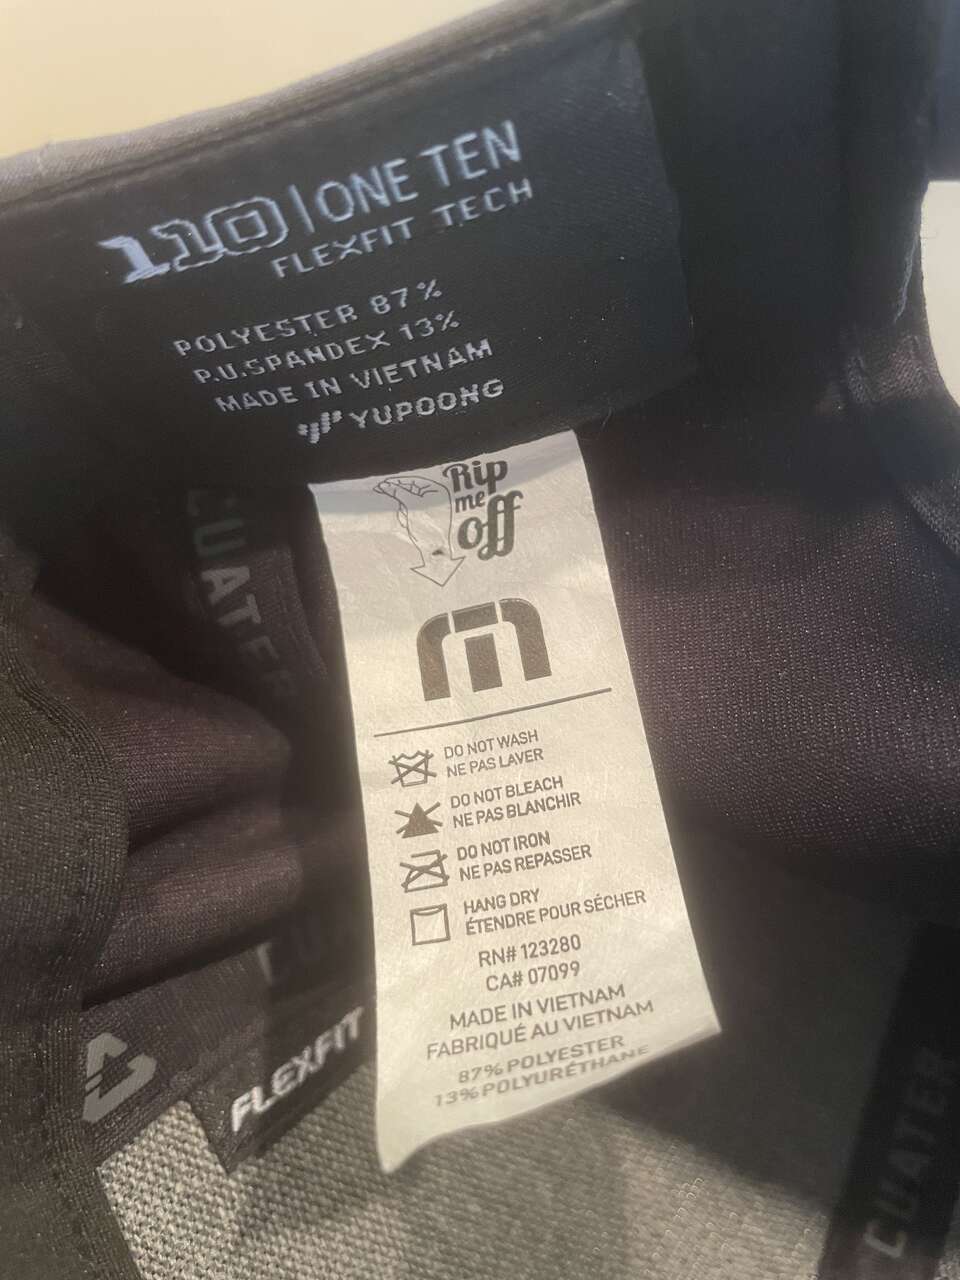 110 | ONE TEN
FLEXFIT TECH
POLYESTER 87%
P.U.SPANDEX 13%
MADE IN VIETNAM
YUPOONG
Rip
me
off
DO NOT WASH
NE PAS LAVER
DO NOT BLEACH
NE PAS BLANCHIR
DO NOT IRON
NE PAS REPASSER
HANG DRY
ÉTENDRE POUR SÉCHER
RN# 123280
CA# 07099
MADE IN VIETNAM
FABRIQUÉ AU VIETNAM
87% POLYESTER
13% POLYURÉTHANE
CUATER
FLEXFIT
CUATER